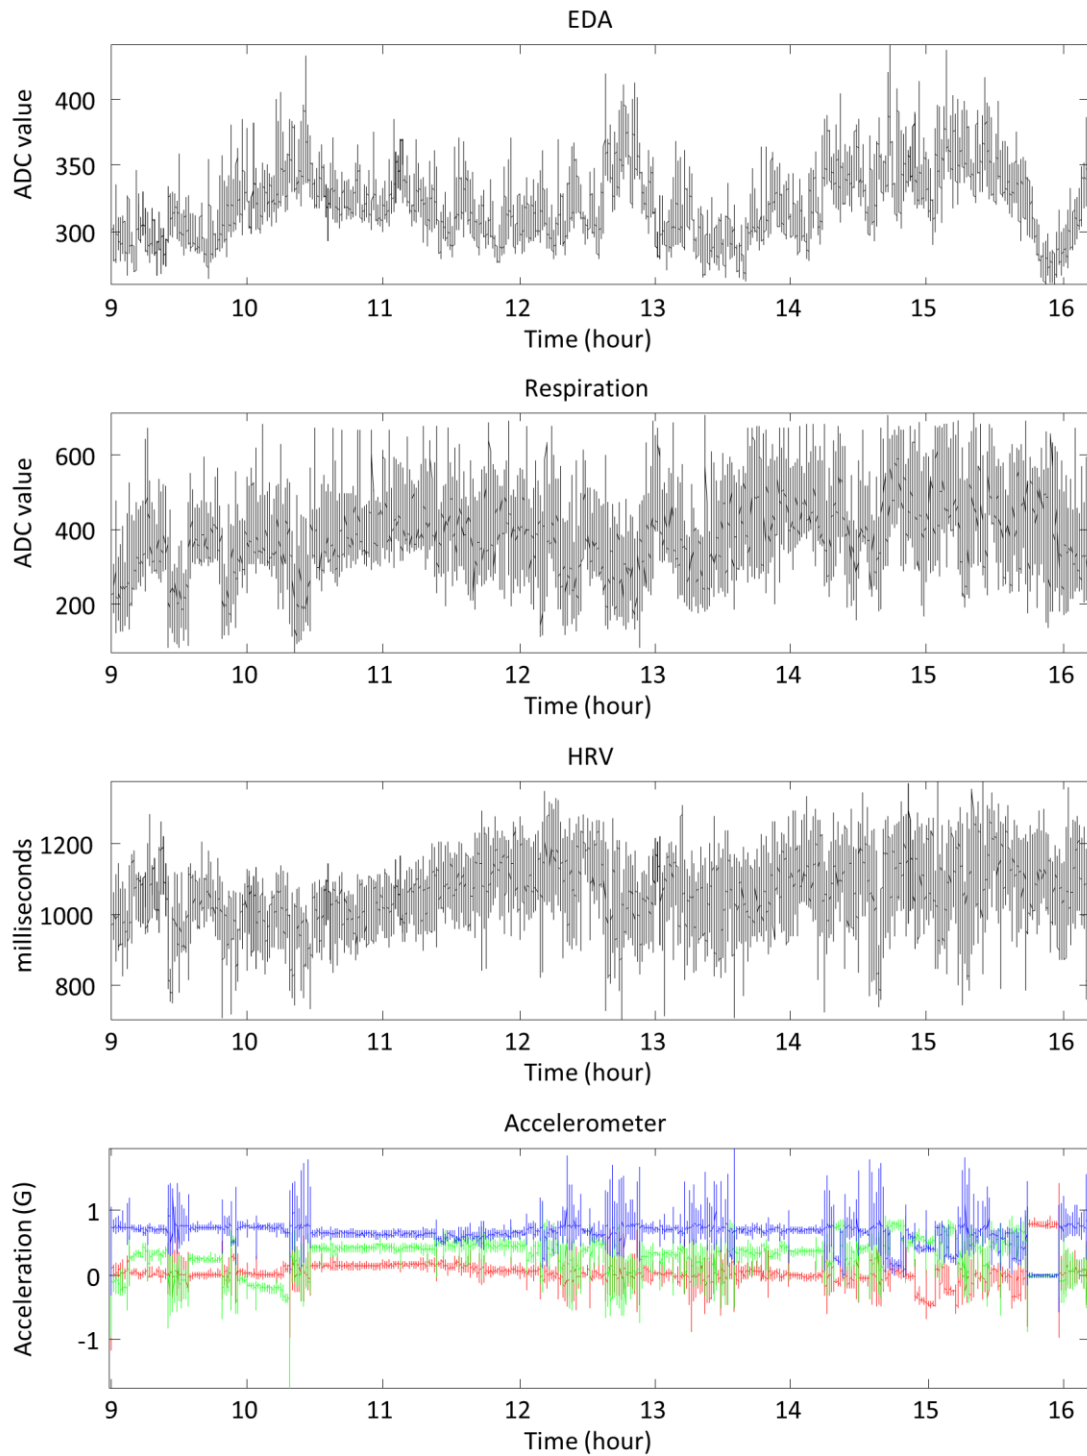 EDA
ADC value
400
350
300
9 10 11 12 13 14 15 16
Time (hour)
Respiration
ADC value
600
400
200
9 10 11 12 13 14 15 16
Time (hour)
HRV
milliseconds
1200
1000
800
9 10 11 12 13 14 15 16
Time (hour)
Accelerometer
Acceleration (G)
1
0
-1
9 10 11 12 13 14 15 16
Time (hour)